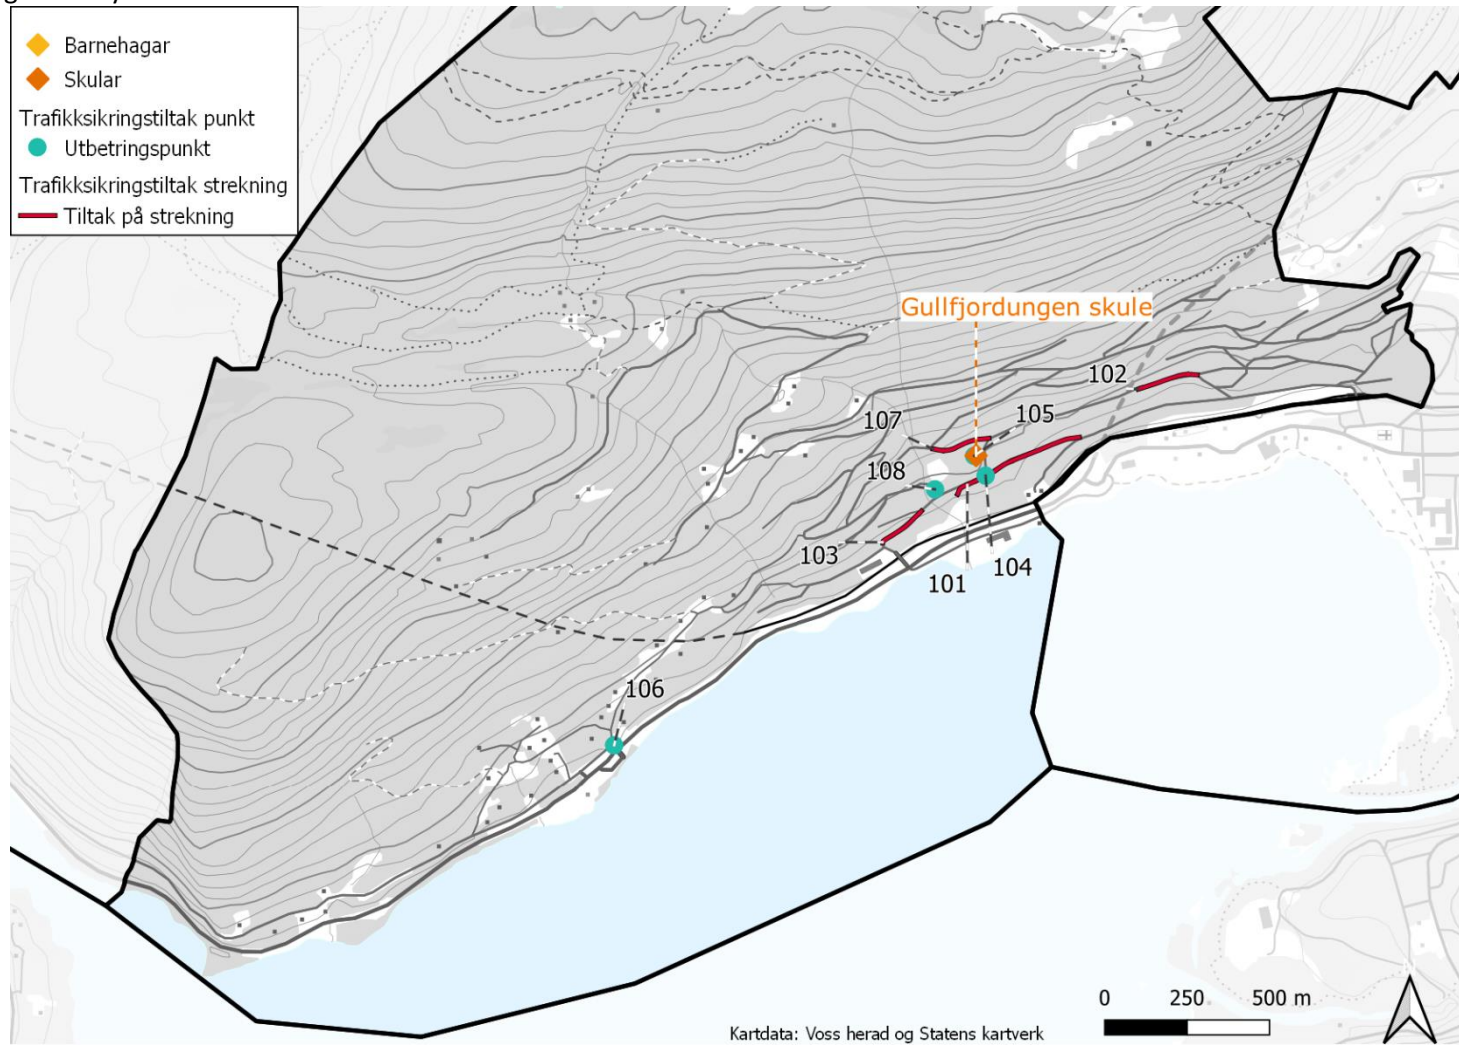 Barnehagar
Skular
Trafikksikringstiltak punkt
Utbetringspunkt
Trafikksikringstiltak strekning
Tiltak på strekning
Gullfjordungen skule
102
107
105
108
103
101
104
106
0 250 500 m
Kartdata: Voss herad og Statens kartverk